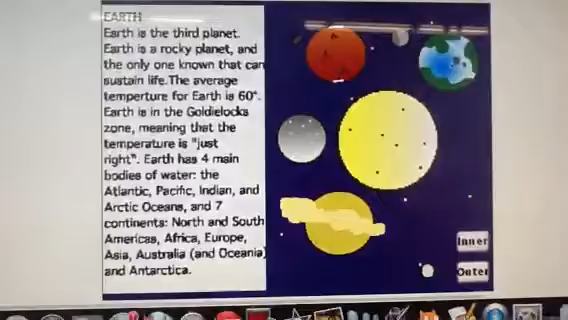 EARTH
Earth is the third planet.
Earth is a rocky planet, and
the only one known that can
sustain life.The average
temperture for Earth is 60°.
Earth is in the Goldielocks
zone, meaning that the
temperature is "just
right". Earth has 4 main
bodies of water: the
Atlantic, Pacific, Indian, and
Arctic Oceans, and 7
continents: North and South
Americas, Africa, Europe,
Asia, Australia (and Oceania)
and Antarctica.
Inner
Outer